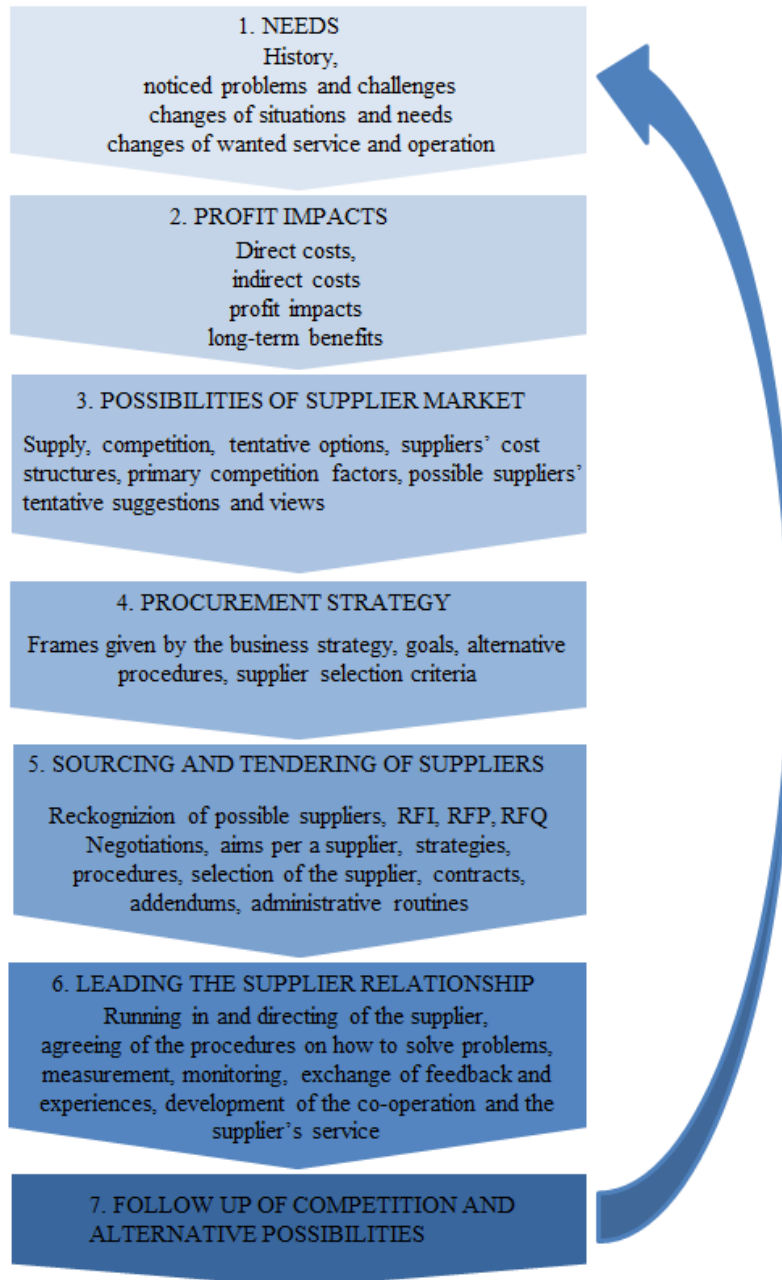 1. NEEDS
History,
noticed problems and challenges
changes of situations and needs
changes of wanted service and operation
2. PROFIT IMPACTS
Direct costs,
indirect costs
profit impacts
long-term benefits
3. POSSIBILITIES OF SUPPLIER MARKET
Supply, competition, tentative options, suppliers’ cost
structures, primary competition factors, possible suppliers’
tentative suggestions and views
4. PROCUREMENT STRATEGY
Frames given by the business strategy, goals, alternative
procedures, supplier selection criteria
5. SOURCING AND TENDERING OF SUPPLIERS
Reckognizion of possible suppliers, RFI, RFP, RFQ
Negotiations, aims per a supplier, strategies,
procedures, selection of the supplier, contracts,
addendums, administrative routines
6. LEADING THE SUPPLIER RELATIONSHIP
Running in and directing of the supplier,
agreeing of the procedures on how to solve problems,
measurement, monitoring, exchange of feedback and
experiences, development of the co-operation and the
supplier’s service
7. FOLLOW UP OF COMPETITION AND
ALTERNATIVE POSSIBILITIES